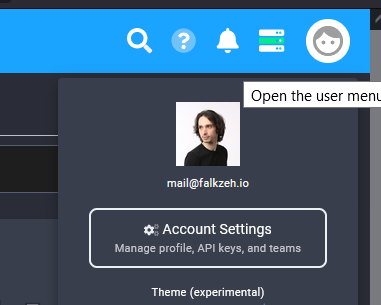 Open the user menu
mail@falkzeh.io
Account Settings
Manage profile, API keys, and teams
Theme (experimental)